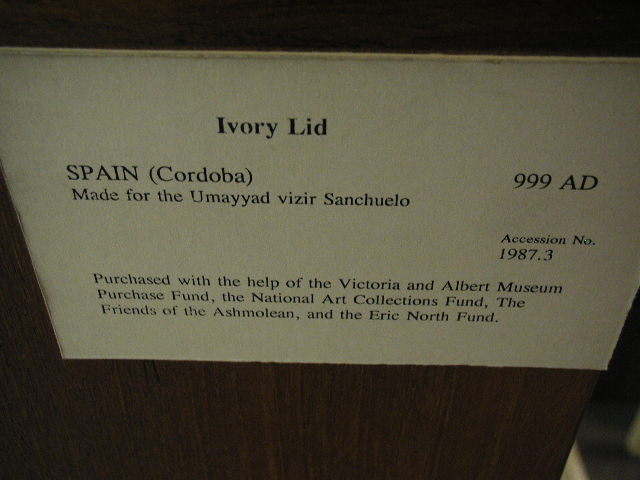 Ivory Lid
SPAIN (Cordoba) 999 AD
Made for the Umayyad vizir Sanchuelo
Accession No.
1987.3
Purchased with the help of the Victoria and Albert Museum
Purchase Fund, the National Art Collections Fund, The
Friends of the Ashmolean, and the Eric North Fund.